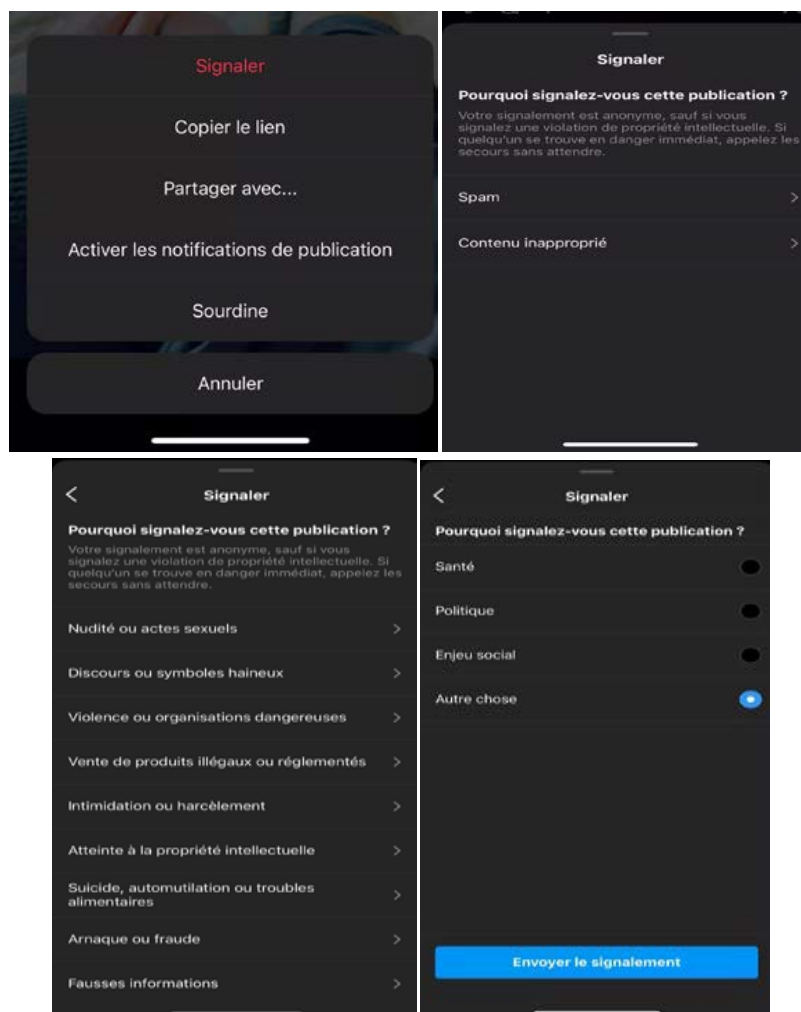 Signaler
Copier le lien
Partager avec...
Activer les notifications de publication
Sourdine
Annuler
Signaler
Pourquoi signalez-vous cette publication ?
Votre signalement est anonyme, sauf si vous
signalez une violation de propriété intellectuelle. Si
quelqu'un se trouve en danger immédiat, appelez les
secours sans attendre.
Spam
Contenu inapproprié
Signaler
Pourquoi signalez-vous cette publication ?
Votre signalement est anonyme, sauf si vous
signalez une violation de propriété intellectuelle. Si
quelqu'un se trouve en danger immédiat, appelez les
secours sans attendre.
Nudité ou actes sexuels
Discours ou symboles haineux
Violence ou organisations dangereuses
Vente de produits illégaux ou réglementés
Intimidation ou harcèlement
Atteinte à la propriété intellectuelle
Suicide, automutilation ou troubles
alimentaires
Arnaque ou fraude
Fausses informations
Signaler
Pourquoi signalez-vous cette publication ?
Santé
Politique
Enjeu social
Autre chose
Envoyer le signalement